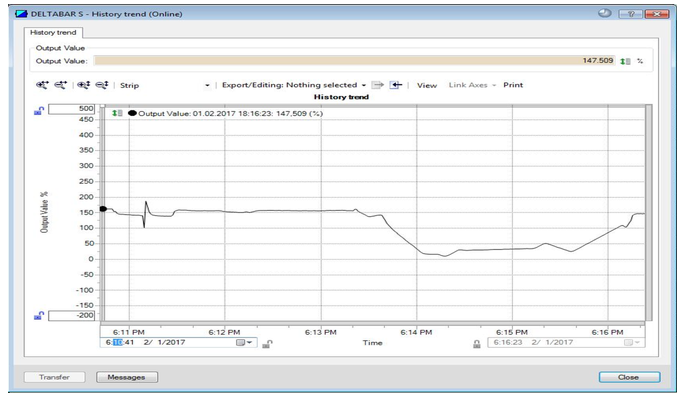 DELTABAR S - History trend (Online)
History trend
Output Value
Output Value: 147.509 %
Strip Export/Editing: Nothing selected View Link Axes Print
History trend
Output Value: 01.02.2017 18:16:23: 147,509 (%)
500
450
400
350
300
250
200
150
100
50
0
-50
-100
-150
-200
Output Value %
6:11 PM 6:12 PM 6:13 PM 6:14 PM 6:15 PM 6:16 PM
6:10:41 2/ 1/2017 Time 6:16:23 2/ 1/2017
Transfer Messages Close